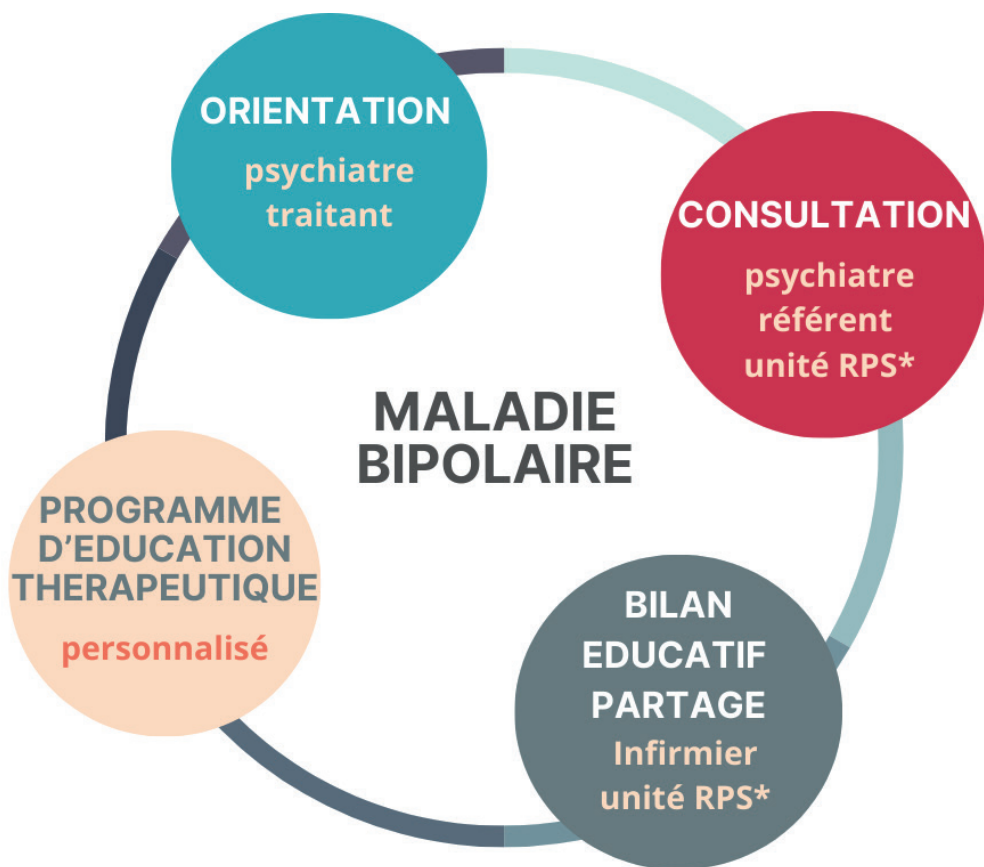 ORIENTATION
psychiatre
traitant
CONSULTATION
psychiatre
référent
unité RPS*
MALADIE
BIPOLAIRE
BILAN
EDUCATIF
PARTAGE
Infirmier
unité RPS*
PROGRAMME
D’EDUCATION
THERAPEUTIQUE
personnalisé